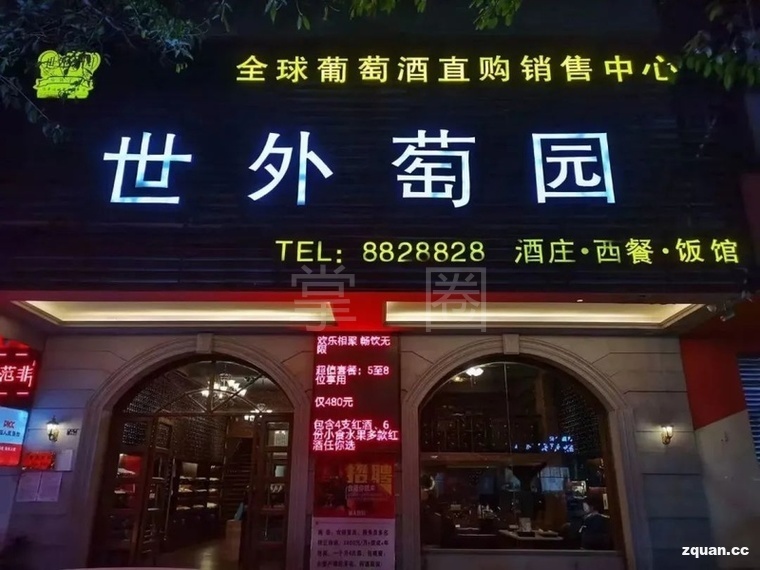 全球葡萄酒直购销售中心
世外萄园
TEL: 8828828 酒庄·西餐·饭馆
掌圈
欢乐相聚 畅饮无
限
超值套餐：5至8
位享用
仅480元
包含4支红酒、6
份小食水果多款红
酒任你选
范非
招聘
zquan.cc